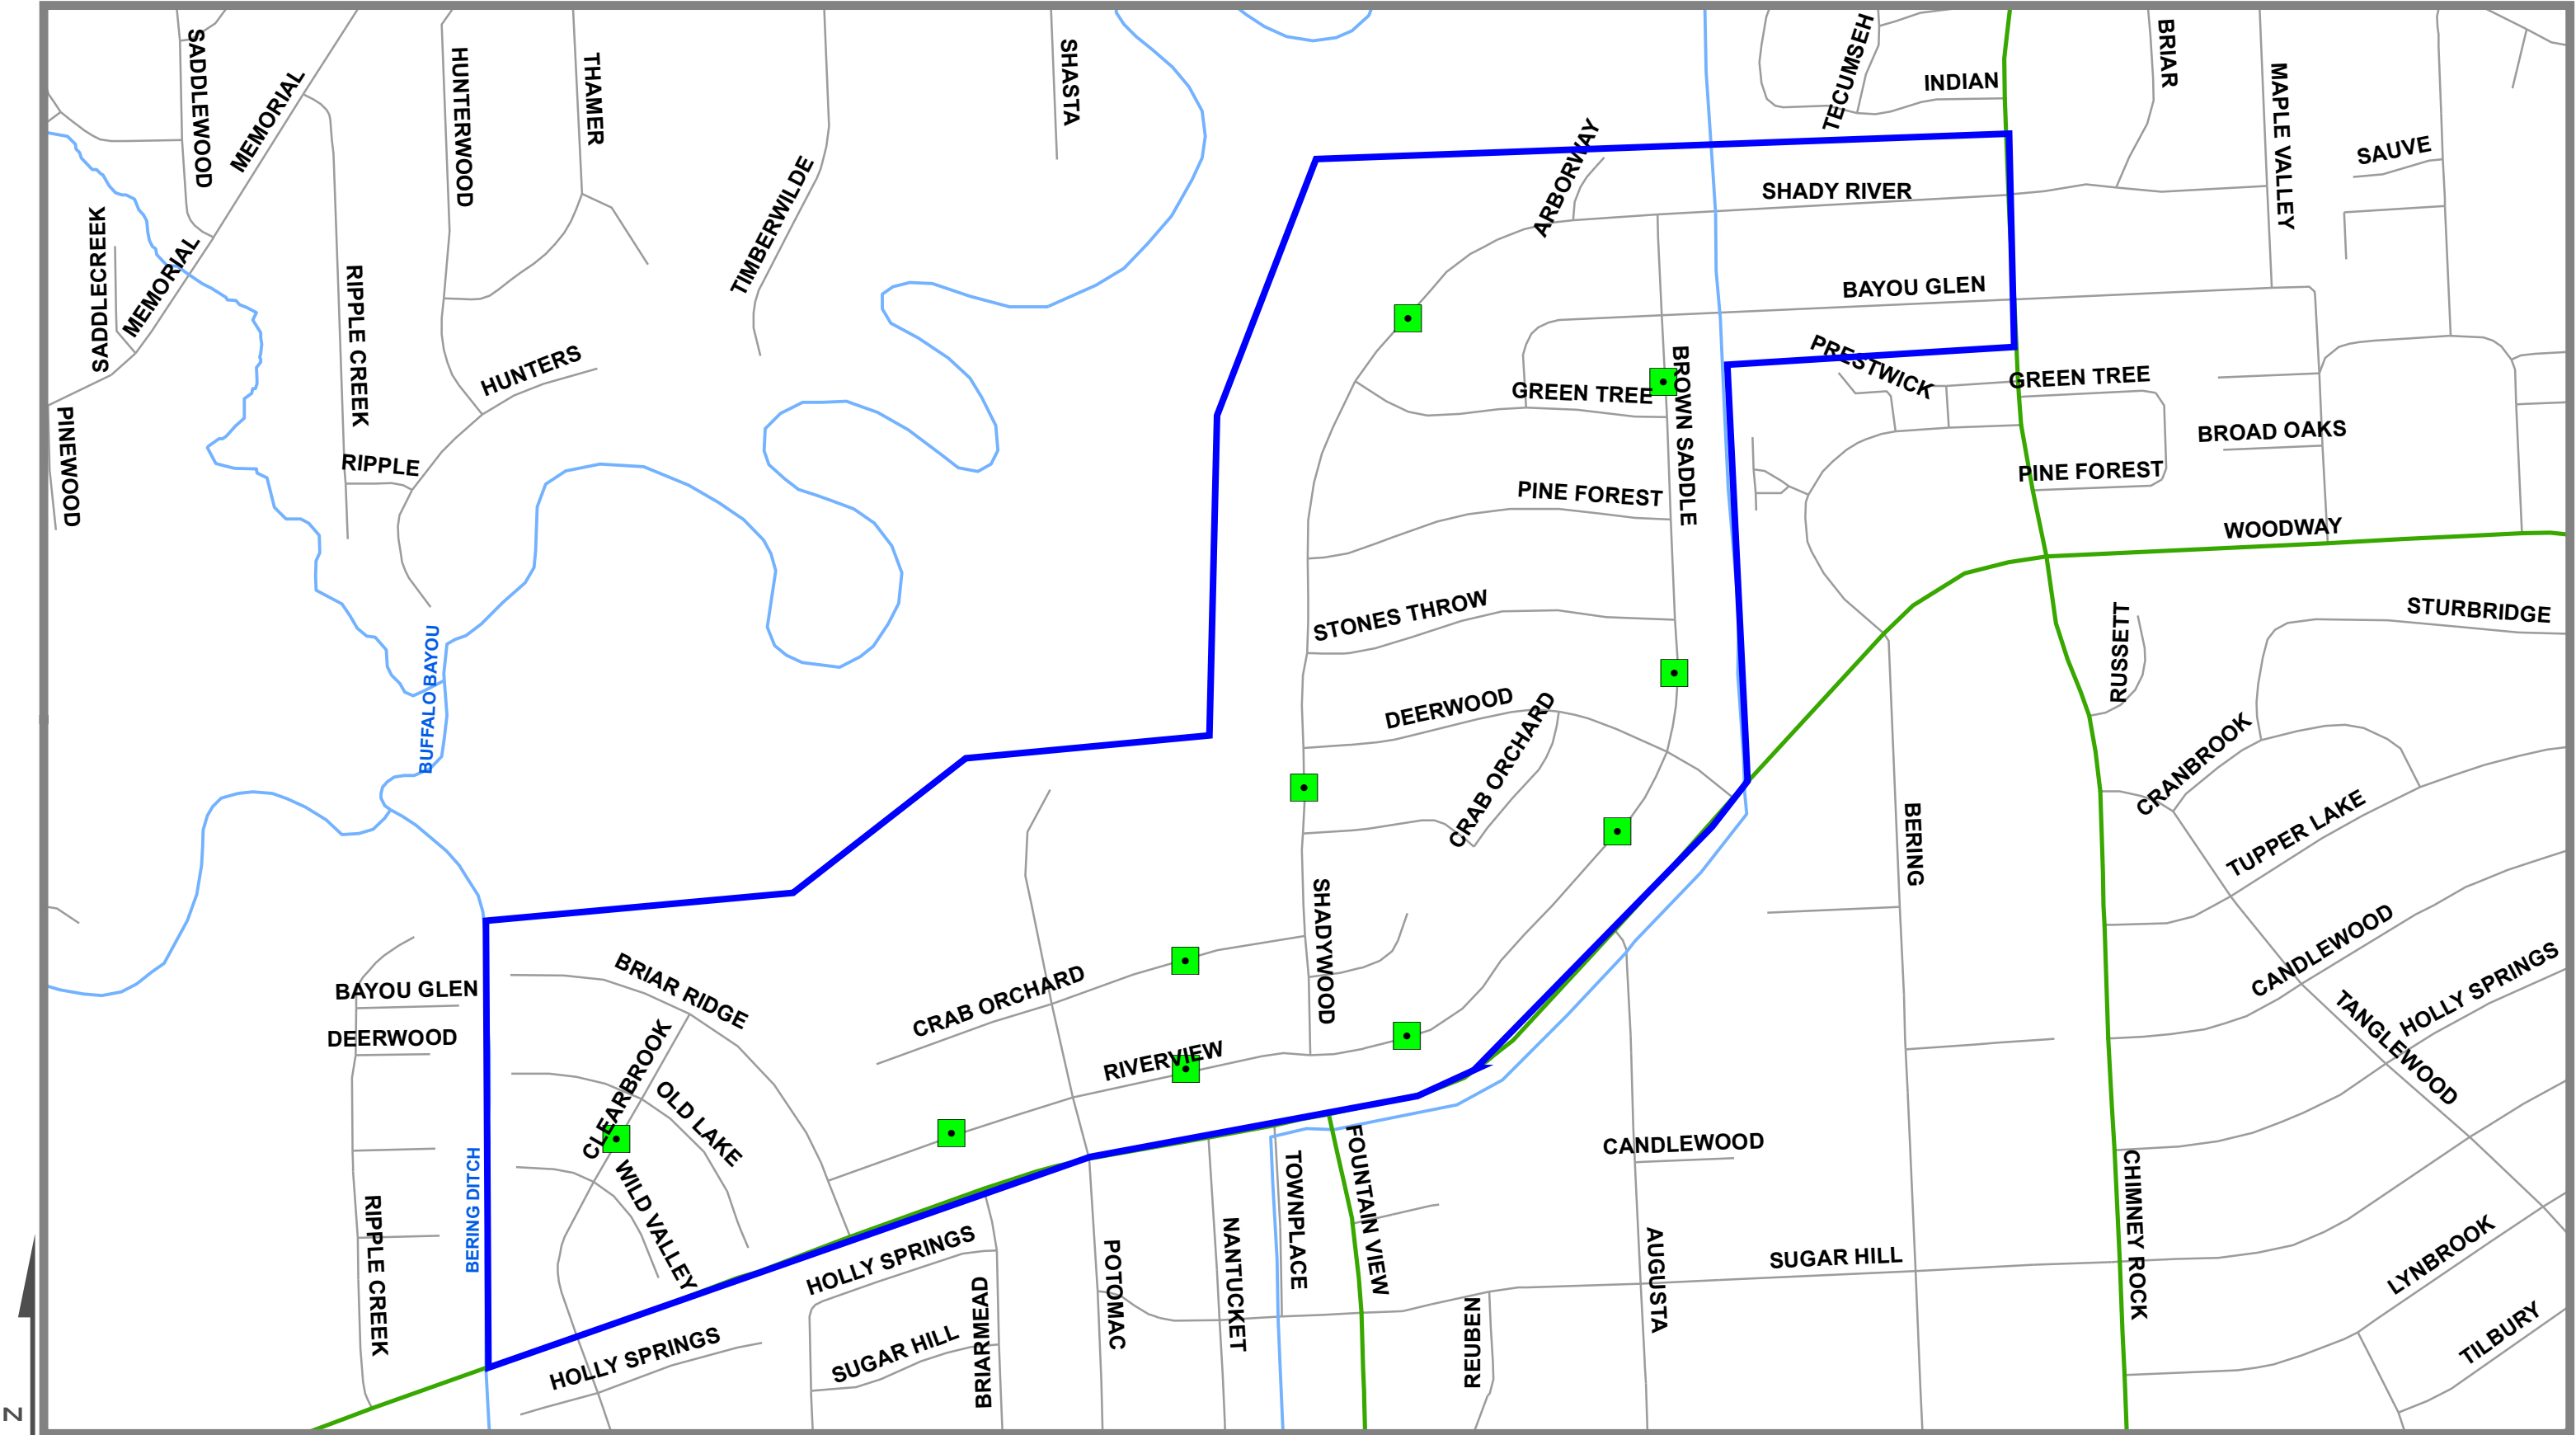 SADDLEWOOD
MEMORIAL
HUNTERWOOD
THAMER
SHASTA
TECUMSEH
INDIAN
BRIAR
MAPLE VALLEY
SAUVE
ARBORWAY
SHADY RIVER
TIMBERWILDE
SADDLECREEK
MEMORIAL
RIPPLE CREEK
HUNTERS
BAYOU GLEN
PRESTWICK
GREEN TREE
GREEN TREE
BROWN SADDLE
PINEWOOD
RIPPLE
BROAD OAKS
PINE FOREST
PINE FOREST
WOODWAY
STONES THROW
STURBRIDGE
RUSSETT
BUFFALO BAYOU
DEERWOOD
CRAB ORCHARD
CRANBROOK
TUPPER LAKE
BERING
SHADYWOOD
CANDLEWOOD
HOLLY SPRINGS
TANGLEWOOD
BRIAR RIDGE
BAYOU GLEN
DEERWOOD
CRAB ORCHARD
RIVERVIEW
CLEARBROOK
OLD LAKE
WILD VALLEY
BERING DITCH
RIPPLE CREEK
HOLLY SPRINGS
HOLLY SPRINGS
SUGAR HILL
BRIARMEAD
POTOMAC
NANTUCKET
TOWNPLACE
FOUNTAIN VIEW
REUBEN
CANDLEWOOD
AUGUSTA
SUGAR HILL
CHIMNEY ROCK
LYNBROOK
TILBURY
N